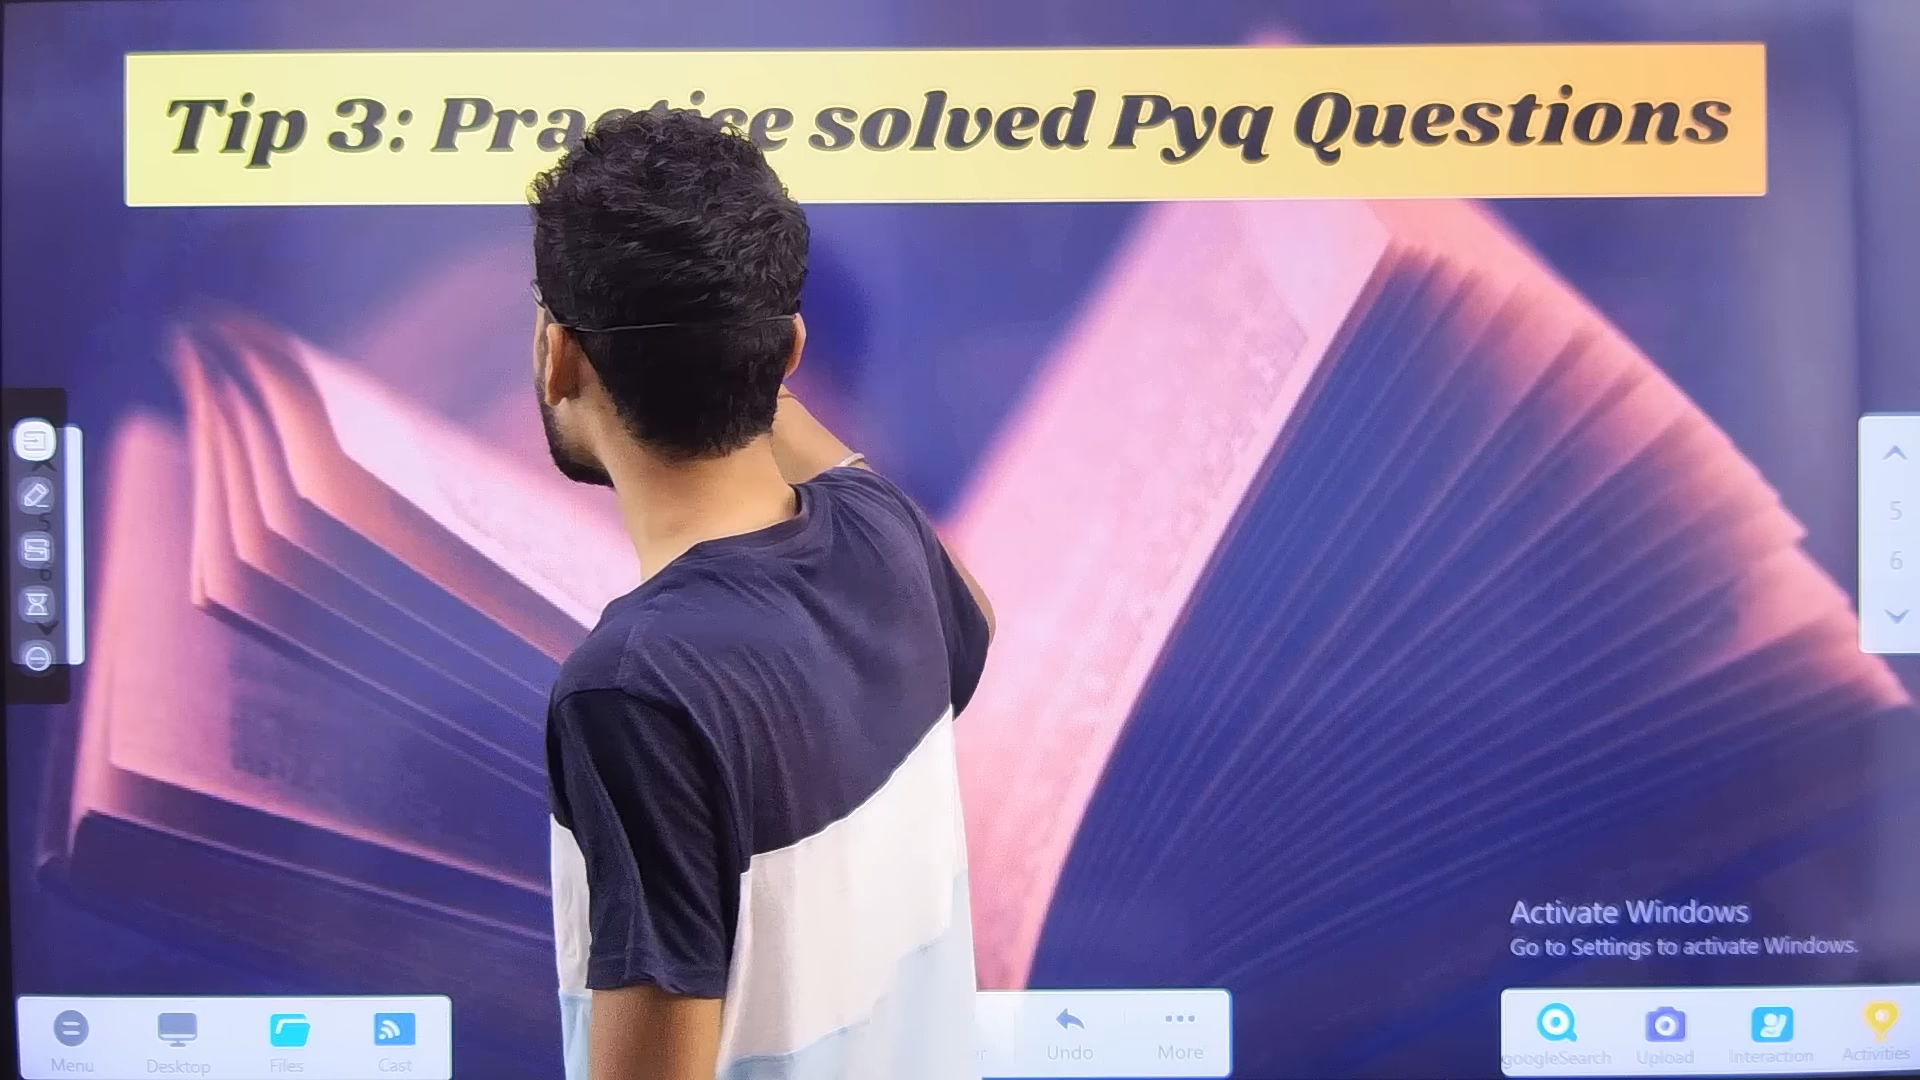 Tip 3: Practice solved Pyq Questions
5
6
Activate Windows
Go to Settings to activate Windows.
Menu
Desktop
Files
Cast
Undo
More
googleSearch
Upload
Interaction
Activities